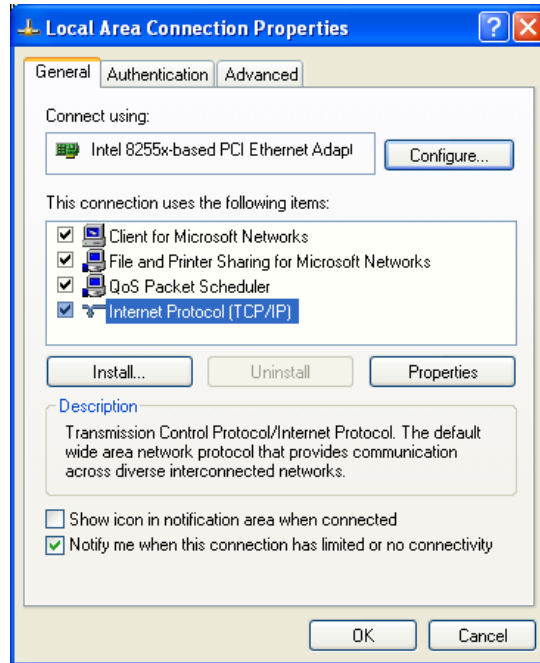 Local Area Connection Properties
General Authentication Advanced
Connect using:
Intel 8255x-based PCI Ethernet Adapt
Configure...
This connection uses the following items:
Client for Microsoft Networks
File and Printer Sharing for Microsoft Networks
QoS Packet Scheduler
Internet Protocol (TCP/IP)
Install... Uninstall Properties
Description
Transmission Control Protocol/Internet Protocol. The default
wide area network protocol that provides communication
across diverse interconnected networks.
Show icon in notification area when connected
Notify me when this connection has limited or no connectivity
OK Cancel